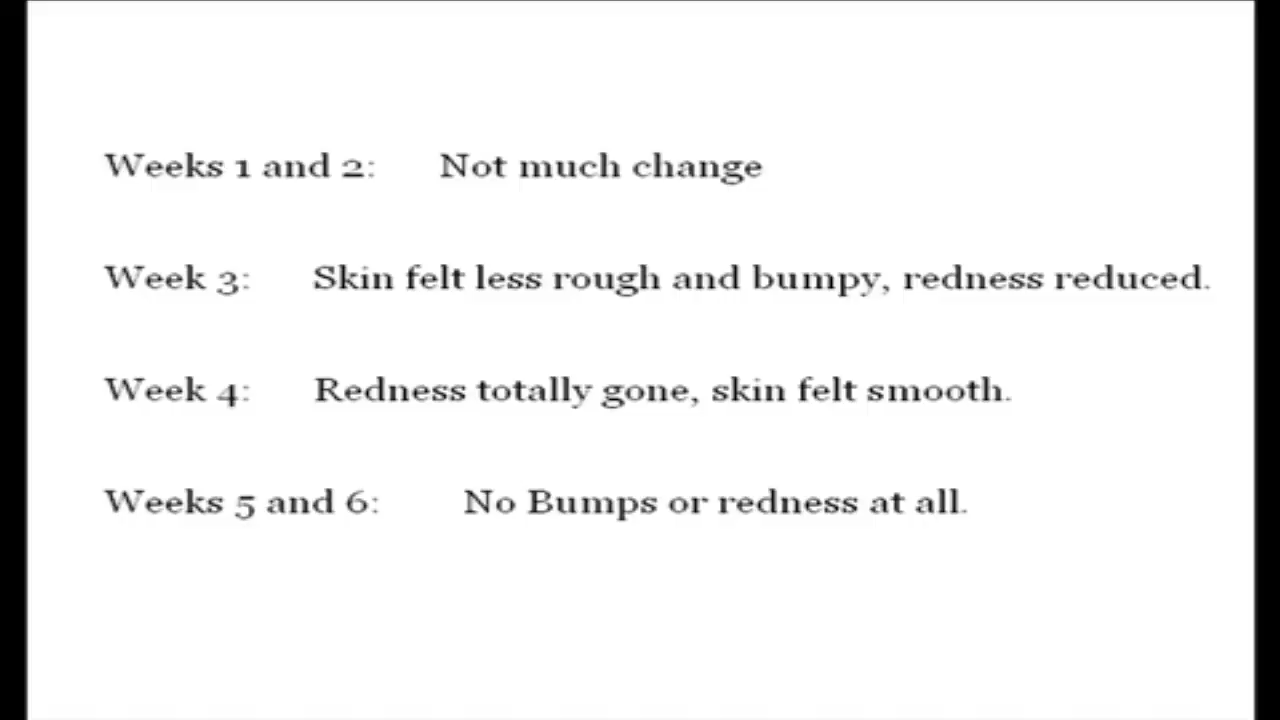 Weeks 1 and 2: Not much change
Week 3: Skin felt less rough and bumpy, redness reduced.
Week 4: Redness totally gone, skin felt smooth.
Weeks 5 and 6: No Bumps or redness at all.